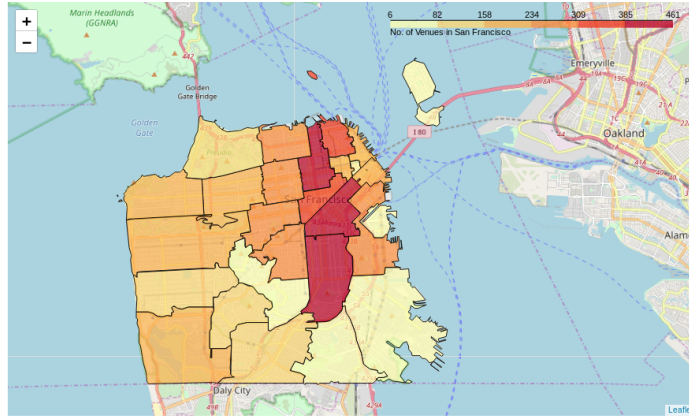 +
−
Marin Headlands
(GGNRA)
6 82 158 234 309 385 461
No. of Venues in San Francisco
Emeryville
Golden
Gate Bridge
Golden
Gate
I 80
Oakland
San Francisco
Alame
Daly City
Leafle